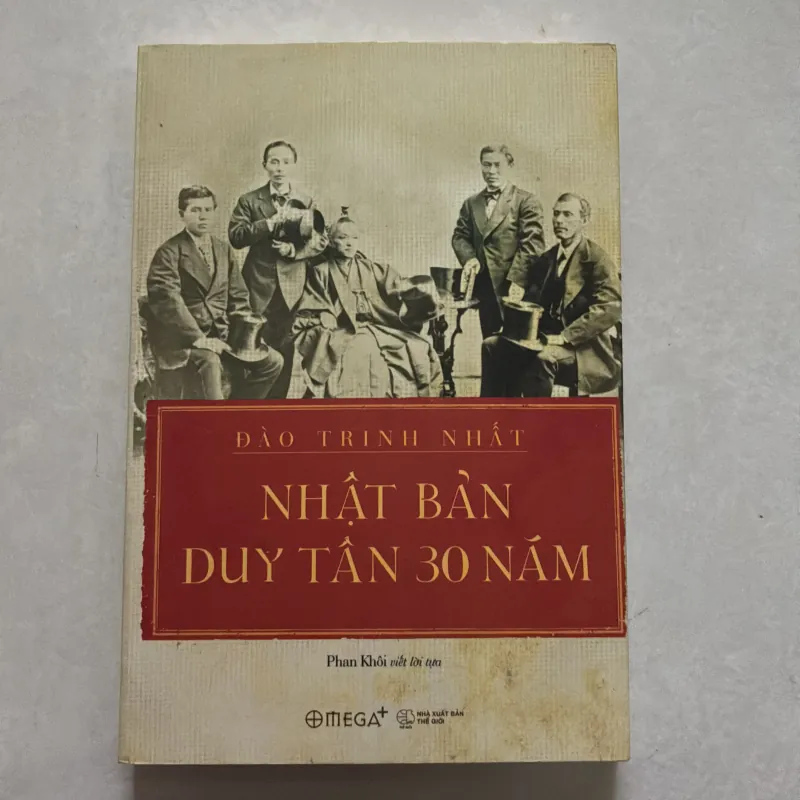 ĐÀO TRINH NHẤT
NHẬT BẢN
DUY TÂN 30 NĂM
Phan Khôi viết lời tựa
OMEGA+
NHÀ XUẤT BẢN
THẾ GIỚI